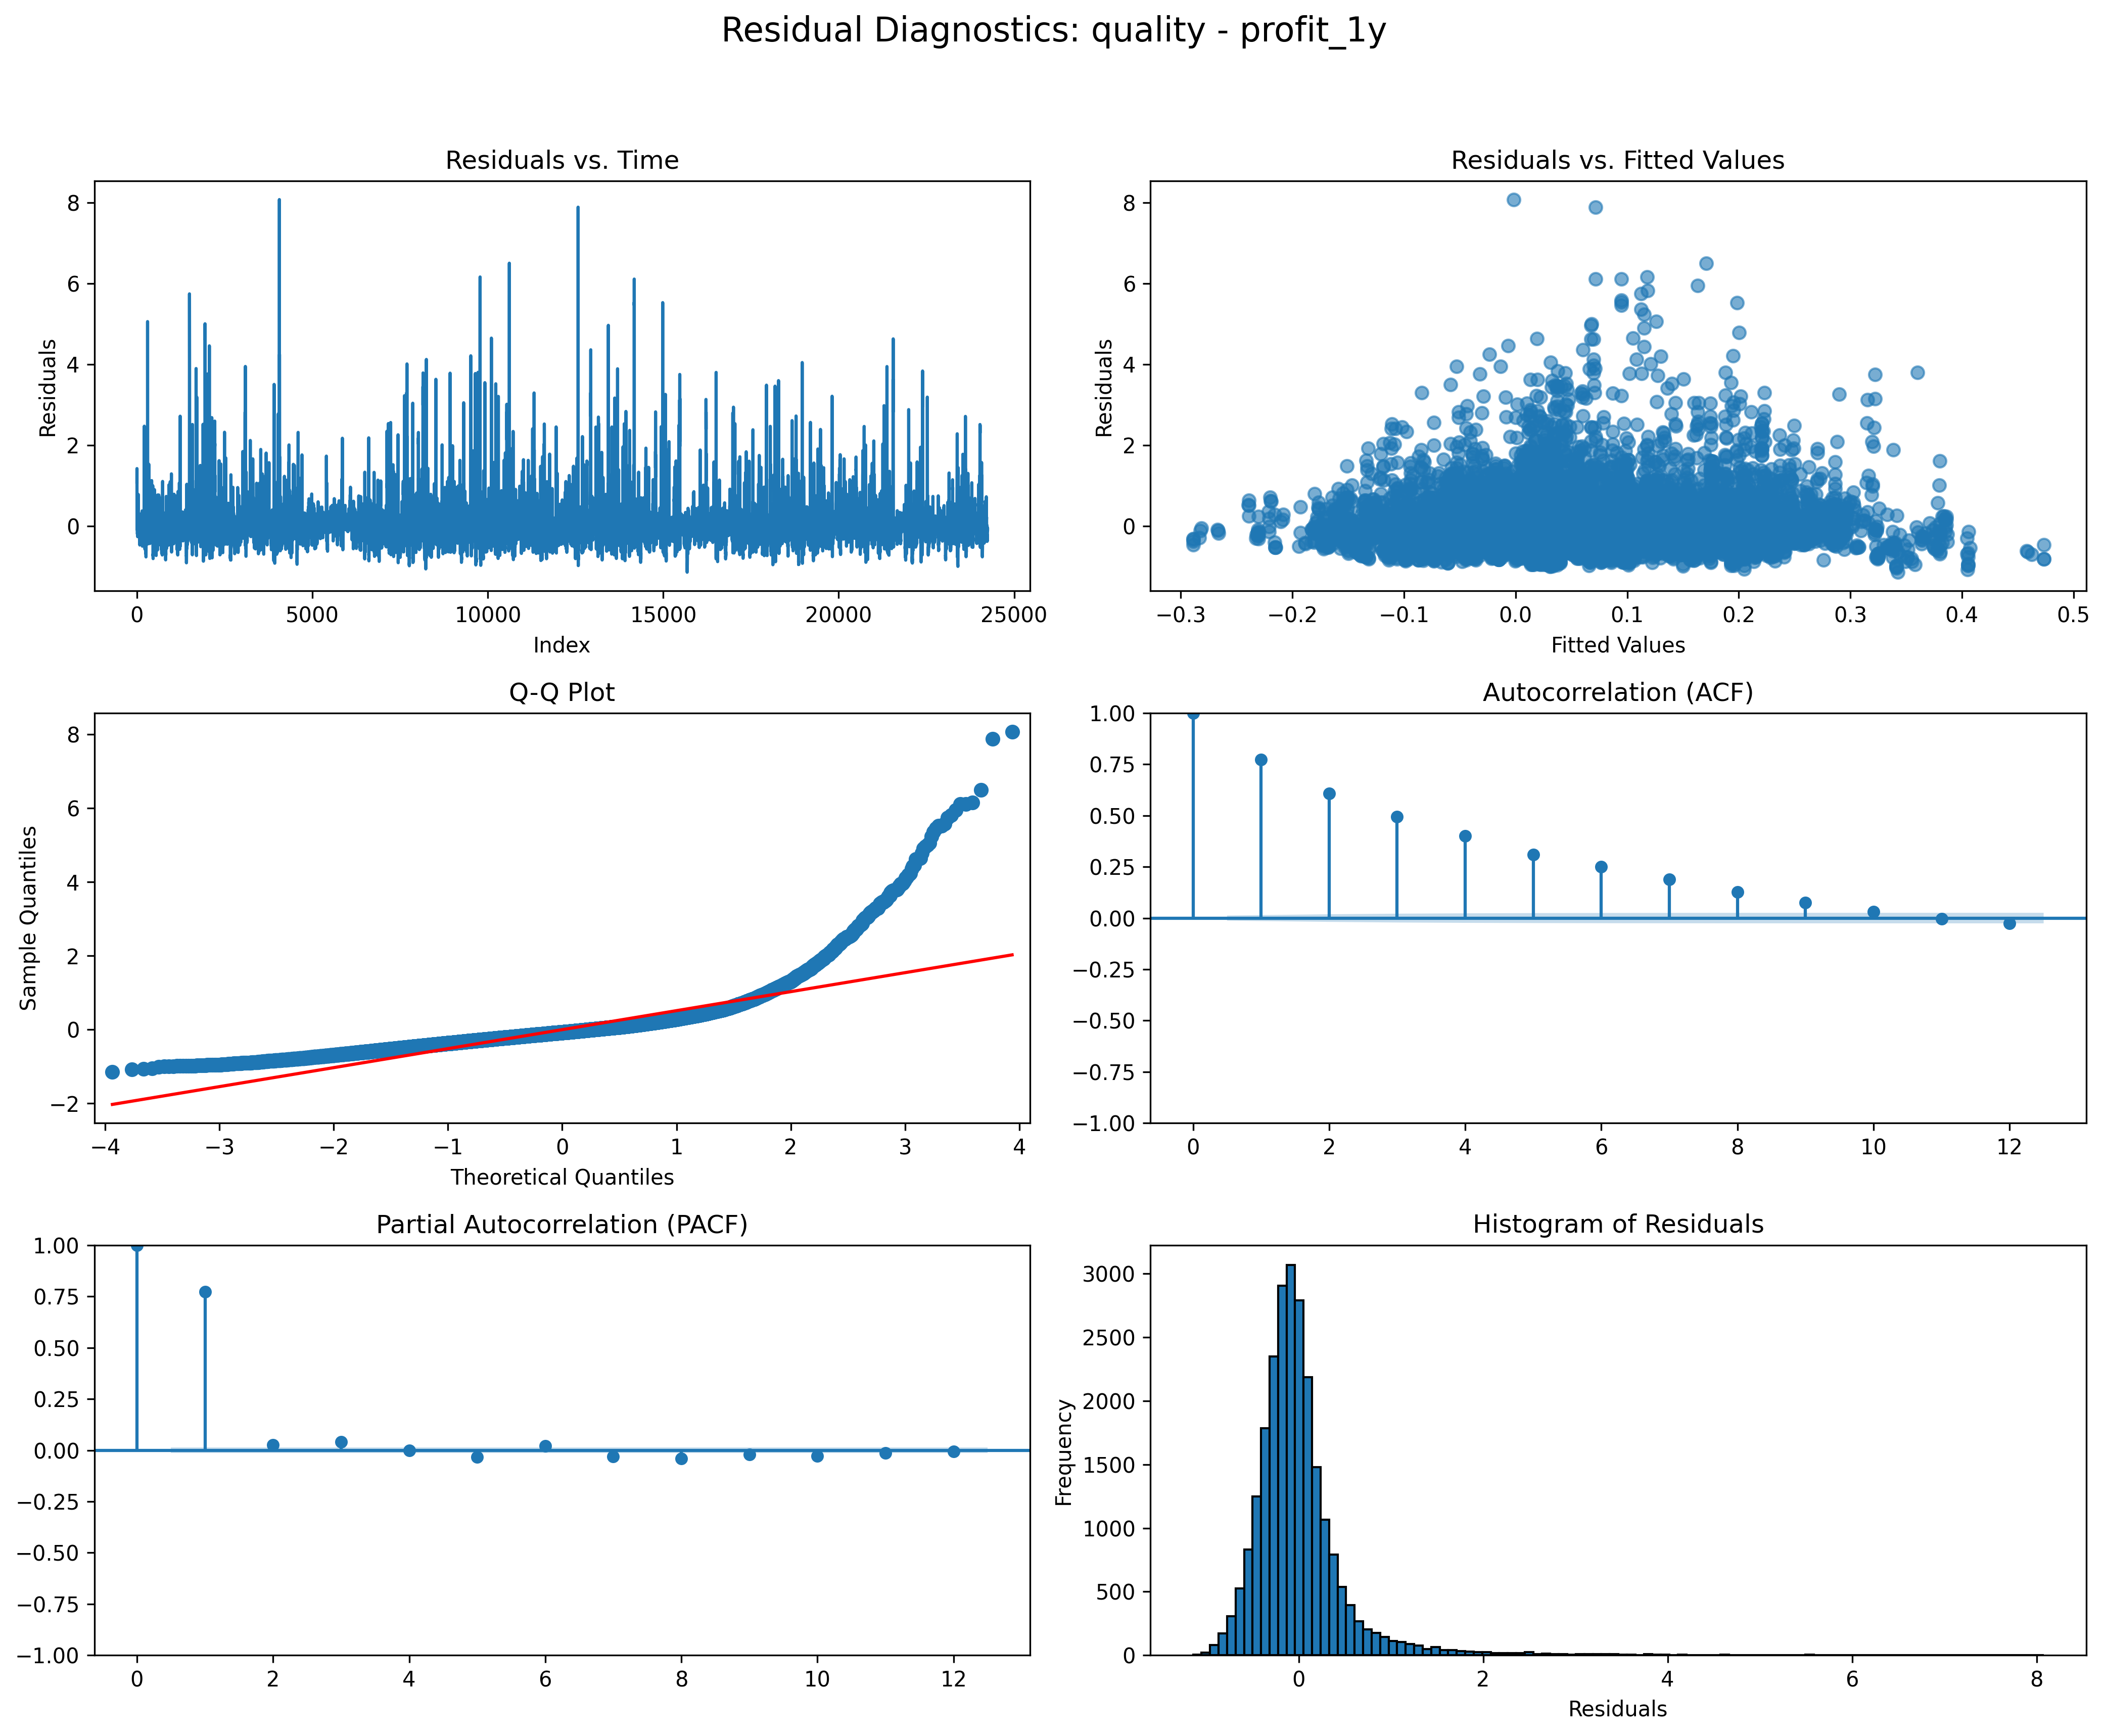 Residual Diagnostics: quality - profit_1y
Residuals vs. Time
Residuals
8
6
4
2
0
0 5000 10000 15000 20000 25000
Index
Residuals vs. Fitted Values
Residuals
8
6
4
2
0
−0.3 −0.2 −0.1 0.0 0.1 0.2 0.3 0.4 0.5
Fitted Values
Q-Q Plot
Sample Quantiles
8
6
4
2
0
−2
−4 −3 −2 −1 0 1 2 3 4
Theoretical Quantiles
Autocorrelation (ACF)
1.00
0.75
0.50
0.25
0.00
−0.25
−0.50
−0.75
−1.00
0 2 4 6 8 10 12
Partial Autocorrelation (PACF)
1.00
0.75
0.50
0.25
0.00
−0.25
−0.50
−0.75
−1.00
0 2 4 6 8 10 12
Histogram of Residuals
Frequency
3000
2500
2000
1500
1000
500
0
0 2 4 6 8
Residuals